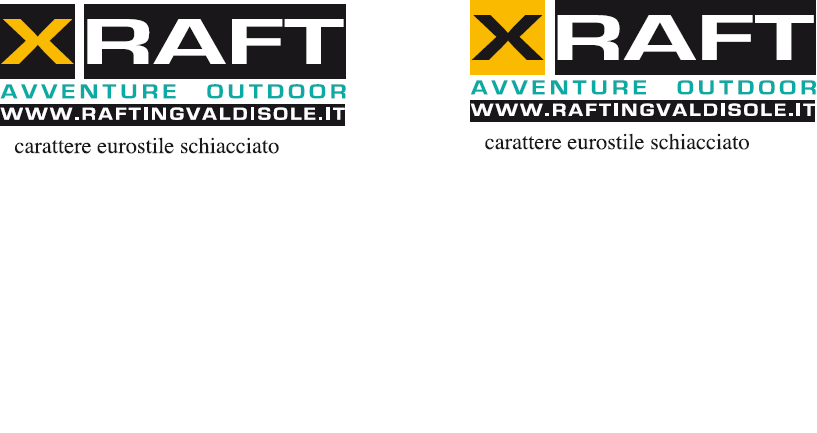 XRAFT
AVVENTURE OUTDOOR
WWW.RAFTINGVALDISOLE.IT
carattere eurostile schiacciato
XRAFT
AVVENTURE OUTDOOR
WWW.RAFTINGVALDISOLE.IT
carattere eurostile schiacciato